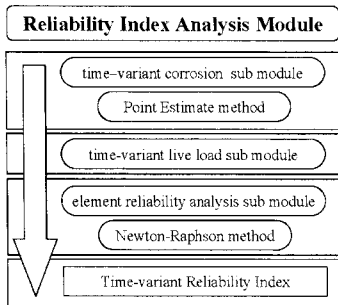 Reliability Index Analysis Module
time-variant corrosion sub module
Point Estimate method
time-variant live load sub module
element reliability analysis sub module
Newton-Raphson method
Time-variant Reliability Index